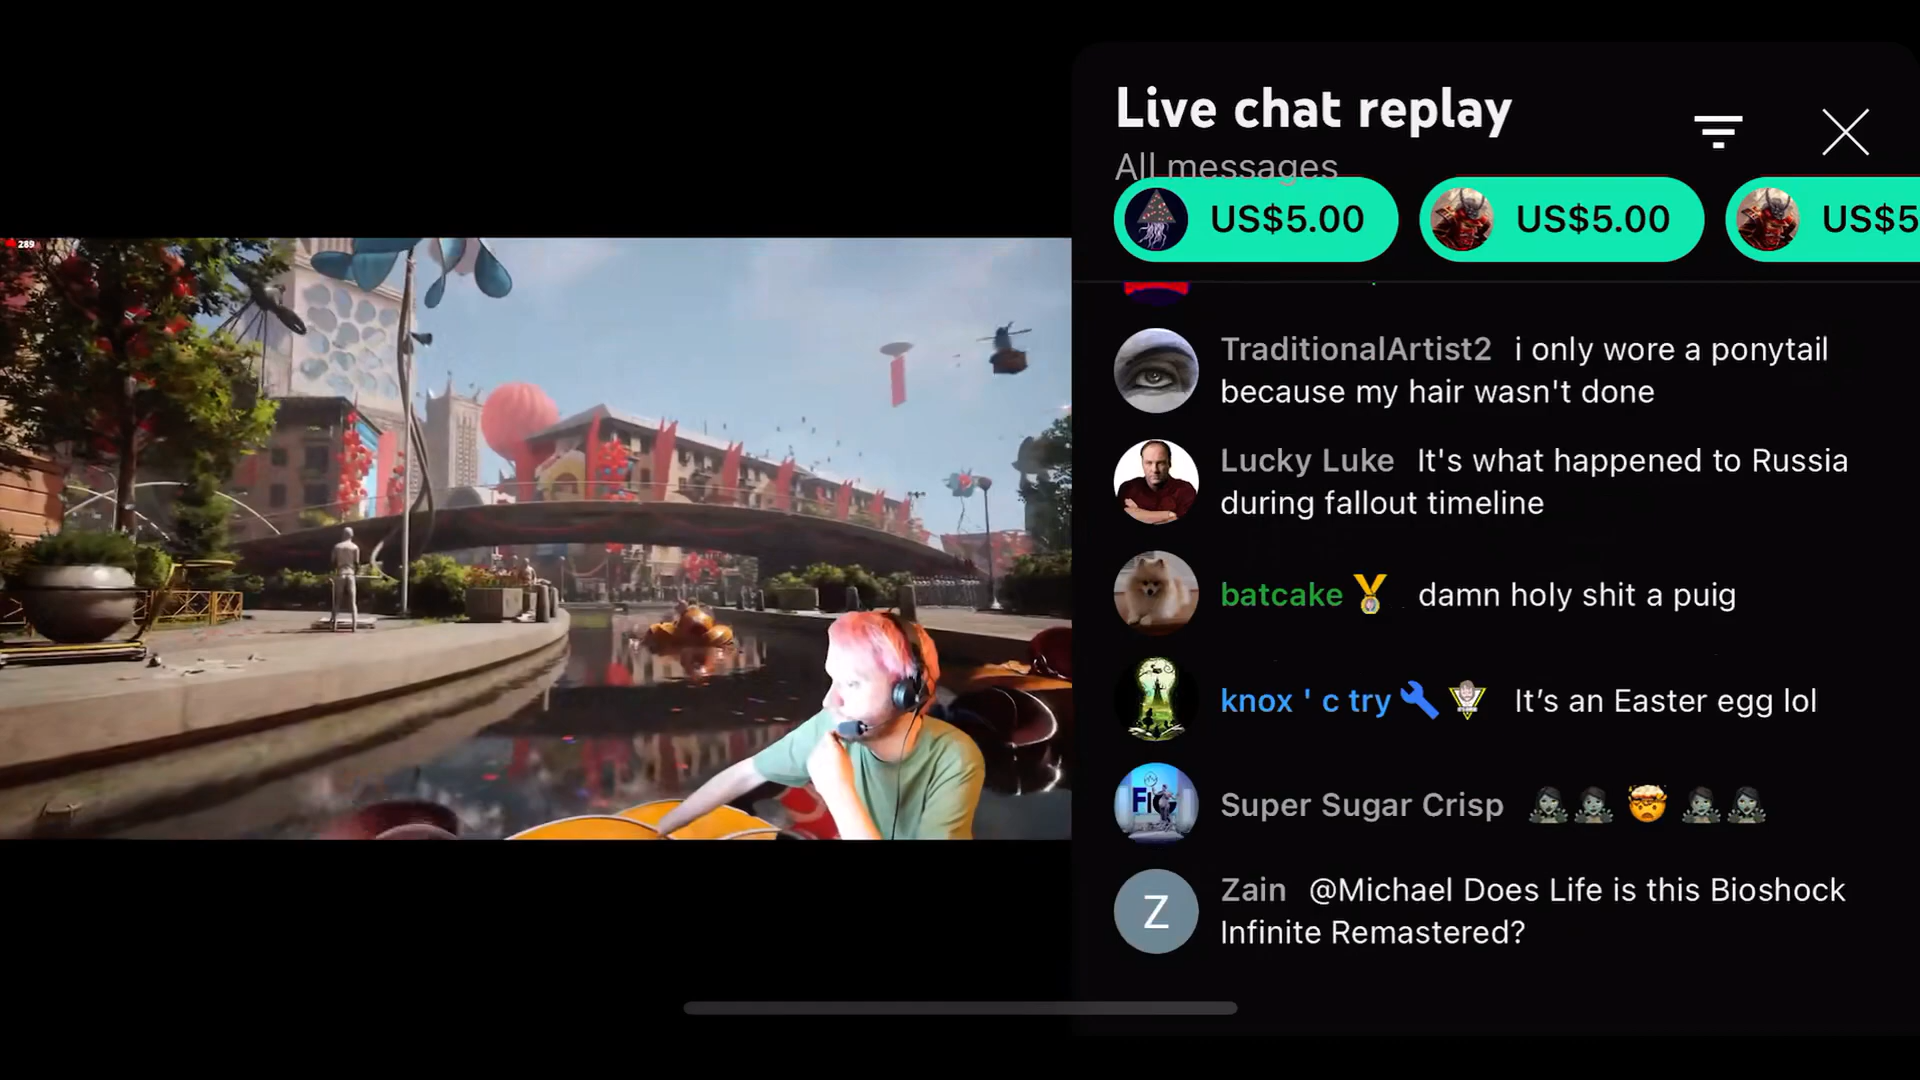 289
Live chat replay
All messages
US$5.00
US$5.00
US$5
TraditionalArtist2 i only wore a ponytail
because my hair wasn't done
Lucky Luke It's what happened to Russia
during fallout timeline
batcake damn holy shit a puig
knox ' c try It’s an Easter egg lol
Super Sugar Crisp
Z
Zain @Michael Does Life is this Bioshock
Infinite Remastered?